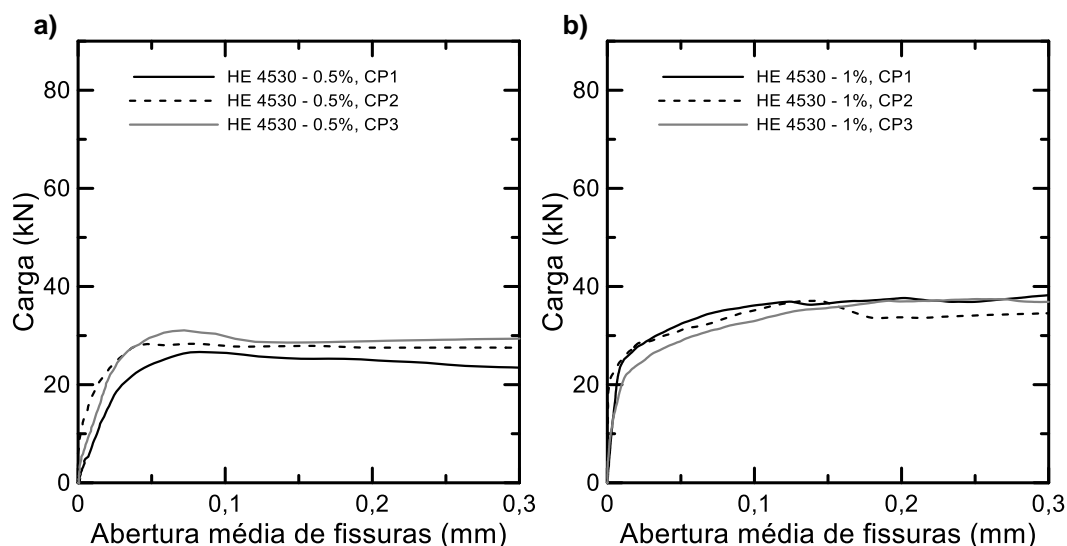 a)
HE 4530 - 0.5%, CP1
HE 4530 - 0.5%, CP2
HE 4530 - 0.5%, CP3
Carga (kN)
80
60
40
20
0
0
0,1
0,2
0,3
Abertura média de fissuras (mm)
b)
HE 4530 - 1%, CP1
HE 4530 - 1%, CP2
HE 4530 - 1%, CP3
Carga (kN)
80
60
40
20
0
0
0,1
0,2
0,3
Abertura média de fissuras (mm)